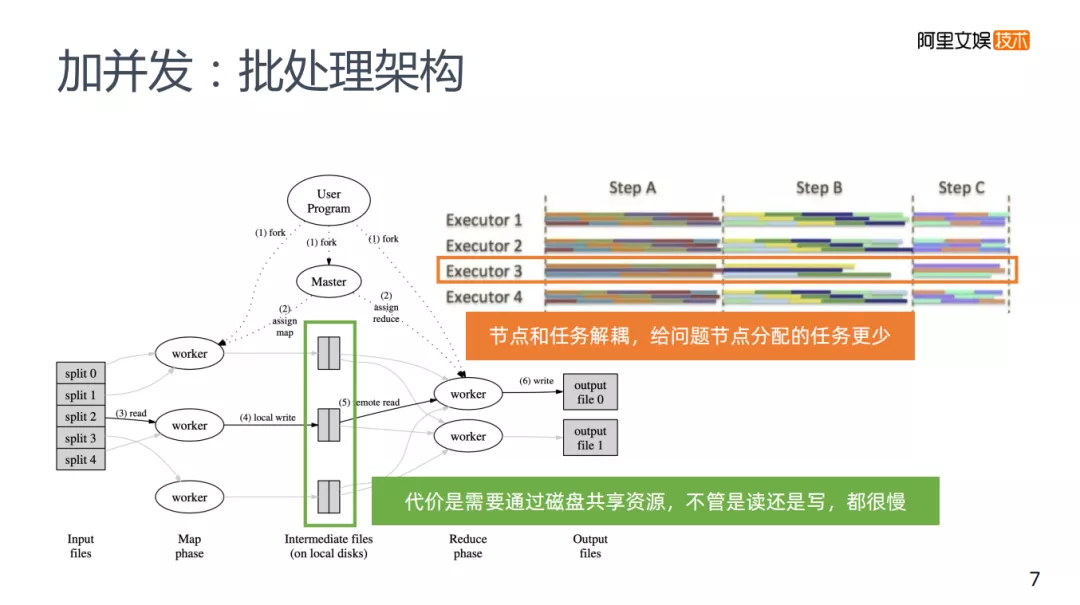 阿里文娱技术
加并发：批处理架构
User
Program
(1) fork
(1) fork
(1) fork
Master
(2)
assign
map
(2)
assign
reduce
worker
split 0
split 1
split 2
split 3
split 4
(3) read
worker
(4) local write
worker
(5) remote read
worker
worker
(6) write
output
file 0
output
file 1
Input
files
Map
phase
Intermediate files
(on local disks)
Reduce
phase
Output
files
Step A
Step B
Step C
Executor 1
Executor 2
Executor 3
Executor 4
节点和任务解耦，给问题节点分配的任务更少
代价是需要通过磁盘共享资源，不管是读还是写，都很慢
7